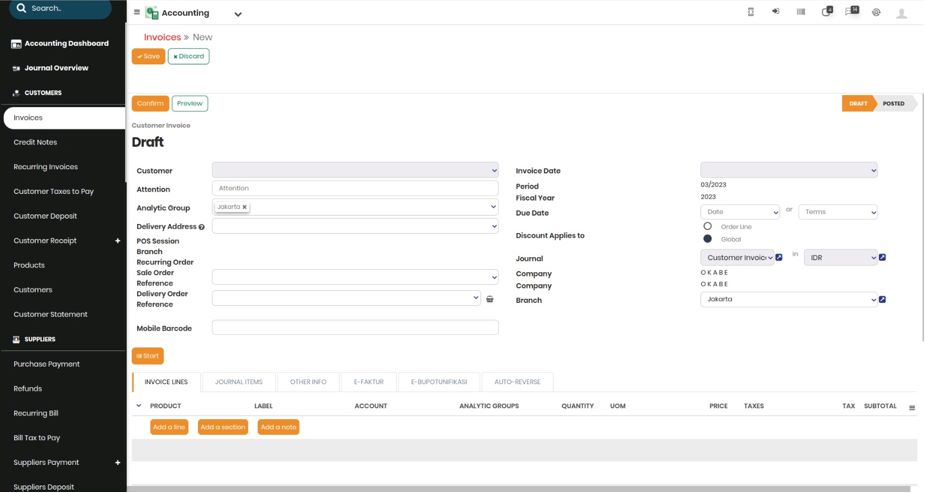 Search..
Accounting
4
14
Accounting Dashboard
Journal Overview
CUSTOMERS
Invoices
Credit Notes
Recurring Invoices
Customer Taxes to Pay
Customer Deposit
Customer Receipt +
Products
Customers
Customer Statement
SUPPLIERS
Purchase Payment
Refunds
Recurring Bill
Bill Tax to Pay
Suppliers Payment +
Suppliers Deposit
Invoices » New
Save Discard
Confirm Preview
DRAFT POSTED
Customer Invoice
Draft
Customer
Attention Attention
Analytic Group Jakarta ×
Delivery Address
POS Session
Branch
Recurring Order
Sale Order
Reference
Delivery Order
Reference
Mobile Barcode
Invoice Date
Period 03/2023
Fiscal Year 2023
Due Date Date or Terms
Discount Applies to
Order Line
Global
Journal Customer Invoic in IDR
Company OKABE
Company OKABE
Branch Jakarta
Start
INVOICE LINES JOURNAL ITEMS OTHER INFO E-FAKTUR E-BUPOTUNIFIKASI AUTO-REVERSE
PRODUCT LABEL ACCOUNT ANALYTIC GROUPS QUANTITY UOM PRICE TAXES TAX SUBTOTAL
Add a line Add a section Add a note